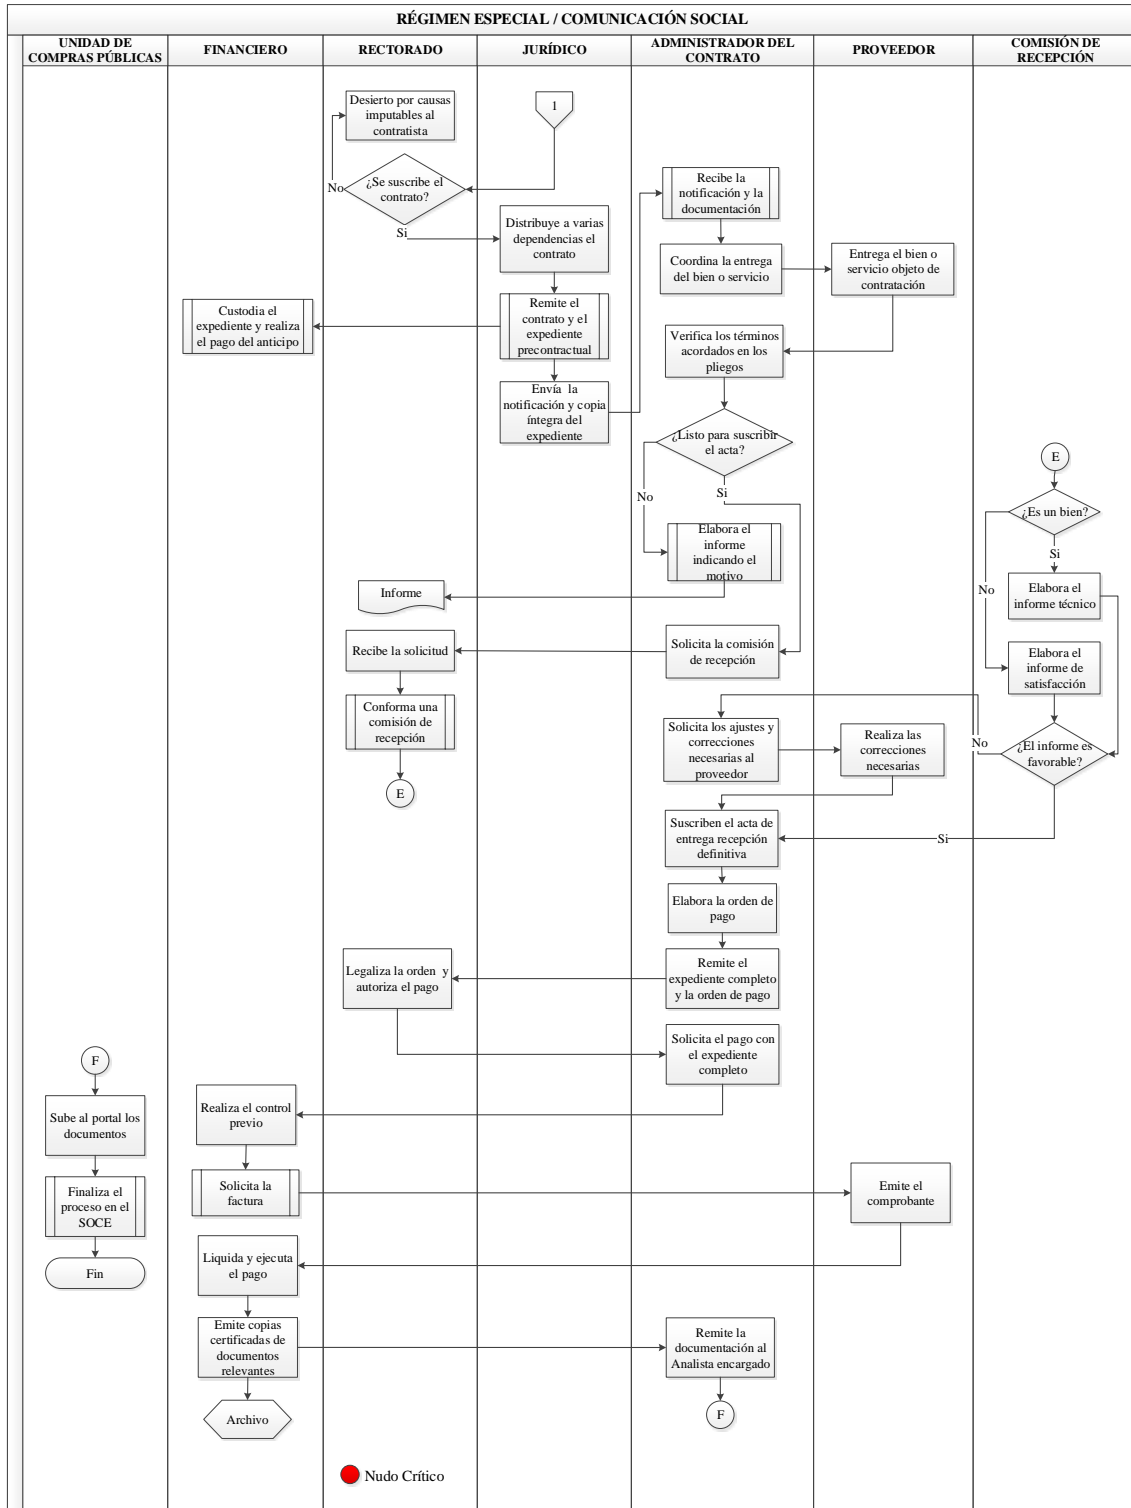 RÉGIMEN ESPECIAL / COMUNICACIÓN SOCIAL
UNIDAD DE
COMPRAS PÚBLICAS
FINANCIERO
RECTORADO
JURÍDICO
ADMINISTRADOR DEL
CONTRATO
PROVEEDOR
COMISIÓN DE
RECEPCIÓN
Desierto por causas
imputables al
contratista
1
No
¿Se suscribe el
contrato?
Si
Recibe la
notificación y la
documentación
Distribuye a varias
dependencias el
contrato
Coordina la entrega
del bien o servicio
Entrega el bien o
servicio objeto de
contratación
Custodia el
expediente y realiza
el pago del anticipo
Remite el
contrato y el
expediente
precontractual
Verifica los términos
acordados en los
pliegos
Envía la
notificación y copia
íntegra del
expediente
¿Listo para suscribir
el acta?
E
No
Si
¿Es un bien?
Si
No
Elabora el
informe
indicando el
motivo
Informe
Elabora el
informe técnico
Recibe la solicitud
Solicita la comisión
de recepción
Elabora el
informe de
satisfacción
Conforma una
comisión de
recepción
Solicita los ajustes y
correcciones
necesarias al
proveedor
Realiza las
correcciones
necesarias
No
¿El informe es
favorable?
E
Suscriben el acta de
entrega recepción
definitiva
Si
Elabora la orden de
pago
Legaliza la orden y
autoriza el pago
Remite el
expediente completo
y la orden de pago
Solicita el pago con
el expediente
completo
F
Sube al portal los
documentos
Realiza el control
previo
Finaliza el
proceso en el
SOCE
Solicita la
factura
Emite el
comprobante
Fin
Liquida y ejecuta
el pago
Emite copias
certificadas de
documentos
relevantes
Remite la
documentación al
Analista encargado
Archivo
F
Nudo Crítico